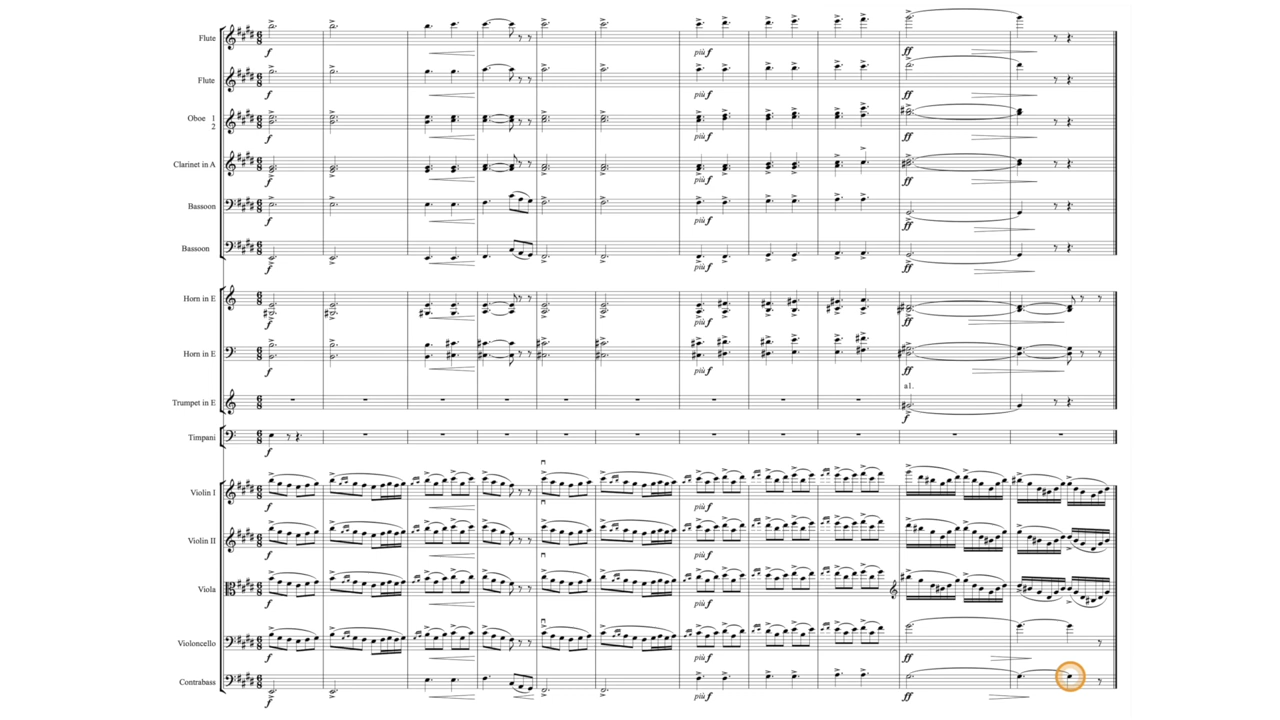 Flute
f
ff
più f
Flute
f
ff
più f
Oboe 1
2
f
più f
ff
Clarinet in A
f
più f
ff
Bassoon
f
più f
ff
Bassoon
f
più f
ff
Horn in E
f
più f
ff
Horn in E
f
più f
ff
a1.
Trumpet in E
f
Timpani
f
Violin I
f
più f
Violin II
f
più f
Viola
f
più f
Violoncello
f
più f
ff
Contrabass
f
più f
ff